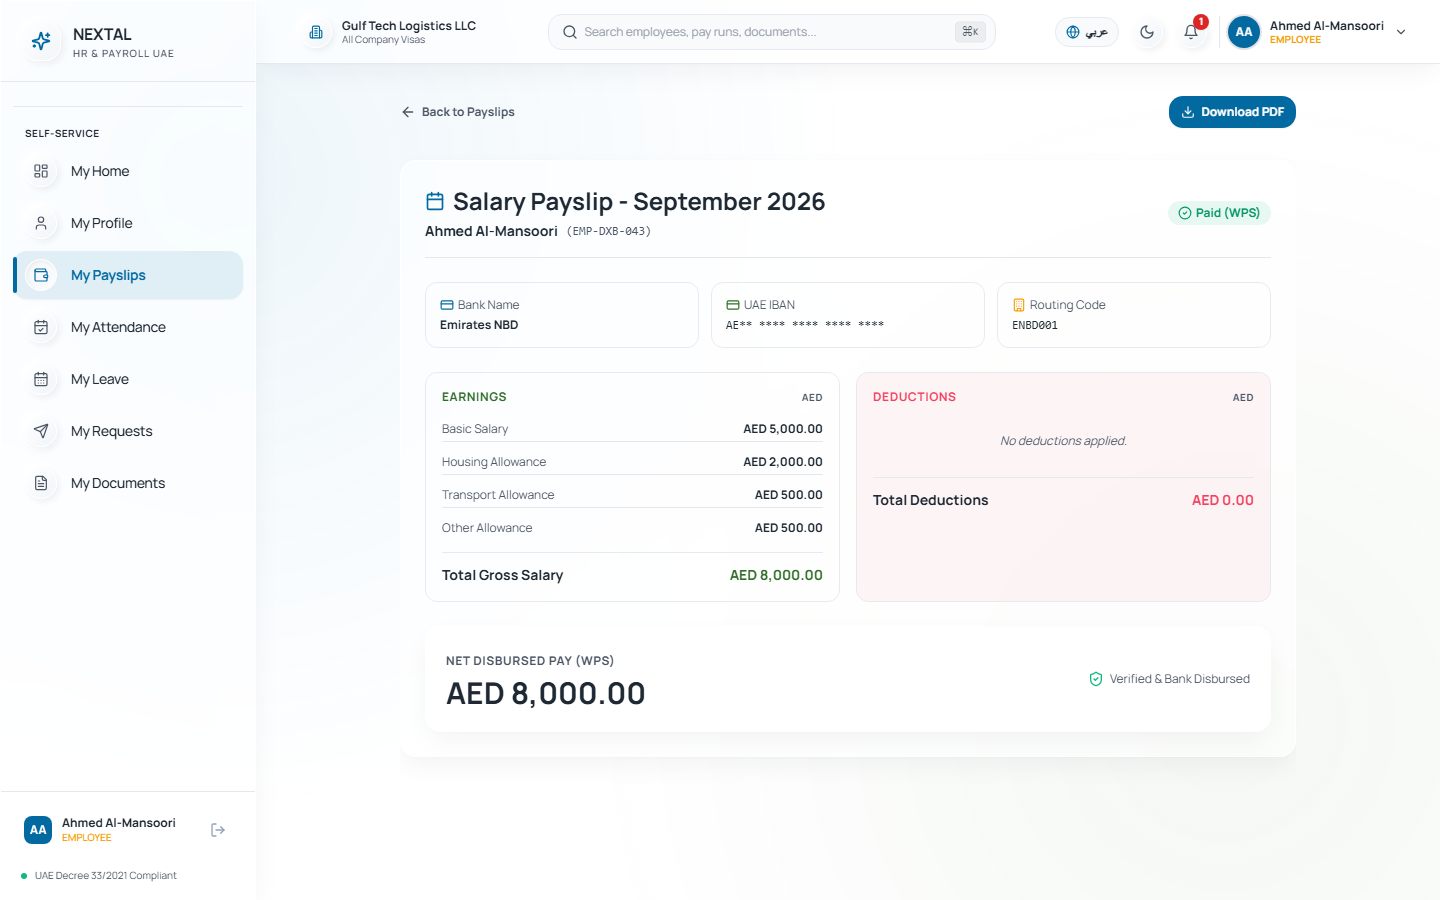 NEXTAL
HR & PAYROLL UAE
SELF-SERVICE
My Home
My Profile
My Payslips
My Attendance
My Leave
My Requests
My Documents
Ahmed Al-Mansoori
EMPLOYEE
AA
UAE Decree 33/2021 Compliant
Gulf Tech Logistics LLC
All Company Visas
Search employees, pay runs, documents...
⌘K
عربي
1
AA
Ahmed Al-Mansoori
EMPLOYEE
Back to Payslips
Download PDF
Salary Payslip - September 2026
Ahmed Al-Mansoori (EMP-DXB-043)
Paid (WPS)
Bank Name
Emirates NBD
UAE IBAN
AE** **** **** **** ****
Routing Code
ENBD001
EARNINGS AED
Basic Salary AED 5,000.00
Housing Allowance AED 2,000.00
Transport Allowance AED 500.00
Other Allowance AED 500.00
Total Gross Salary AED 8,000.00
DEDUCTIONS AED
No deductions applied.
Total Deductions AED 0.00
NET DISBURSED PAY (WPS)
AED 8,000.00
Verified & Bank Disbursed